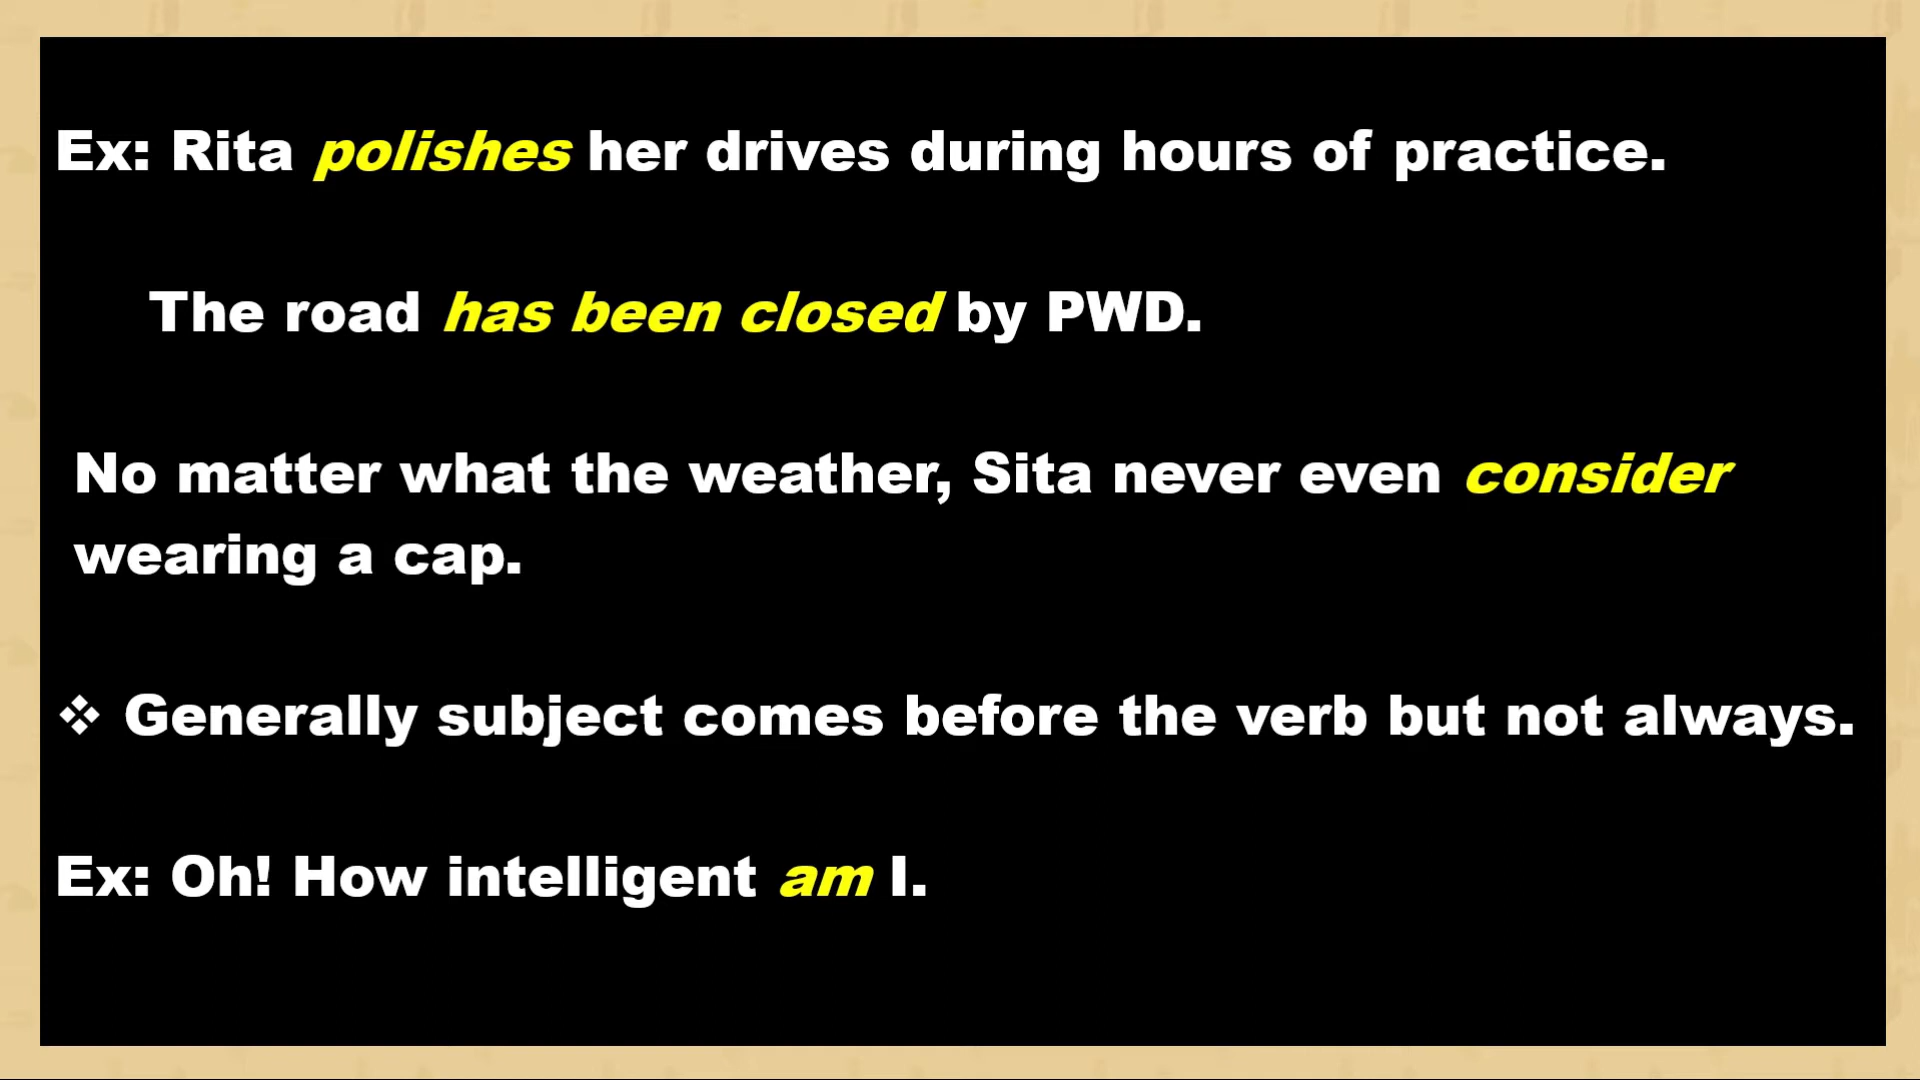 Ex: Rita polishes her drives during hours of practice.
The road has been closed by PWD.
No matter what the weather, Sita never even consider
wearing a cap.
❖ Generally subject comes before the verb but not always.
Ex: Oh! How intelligent am I.